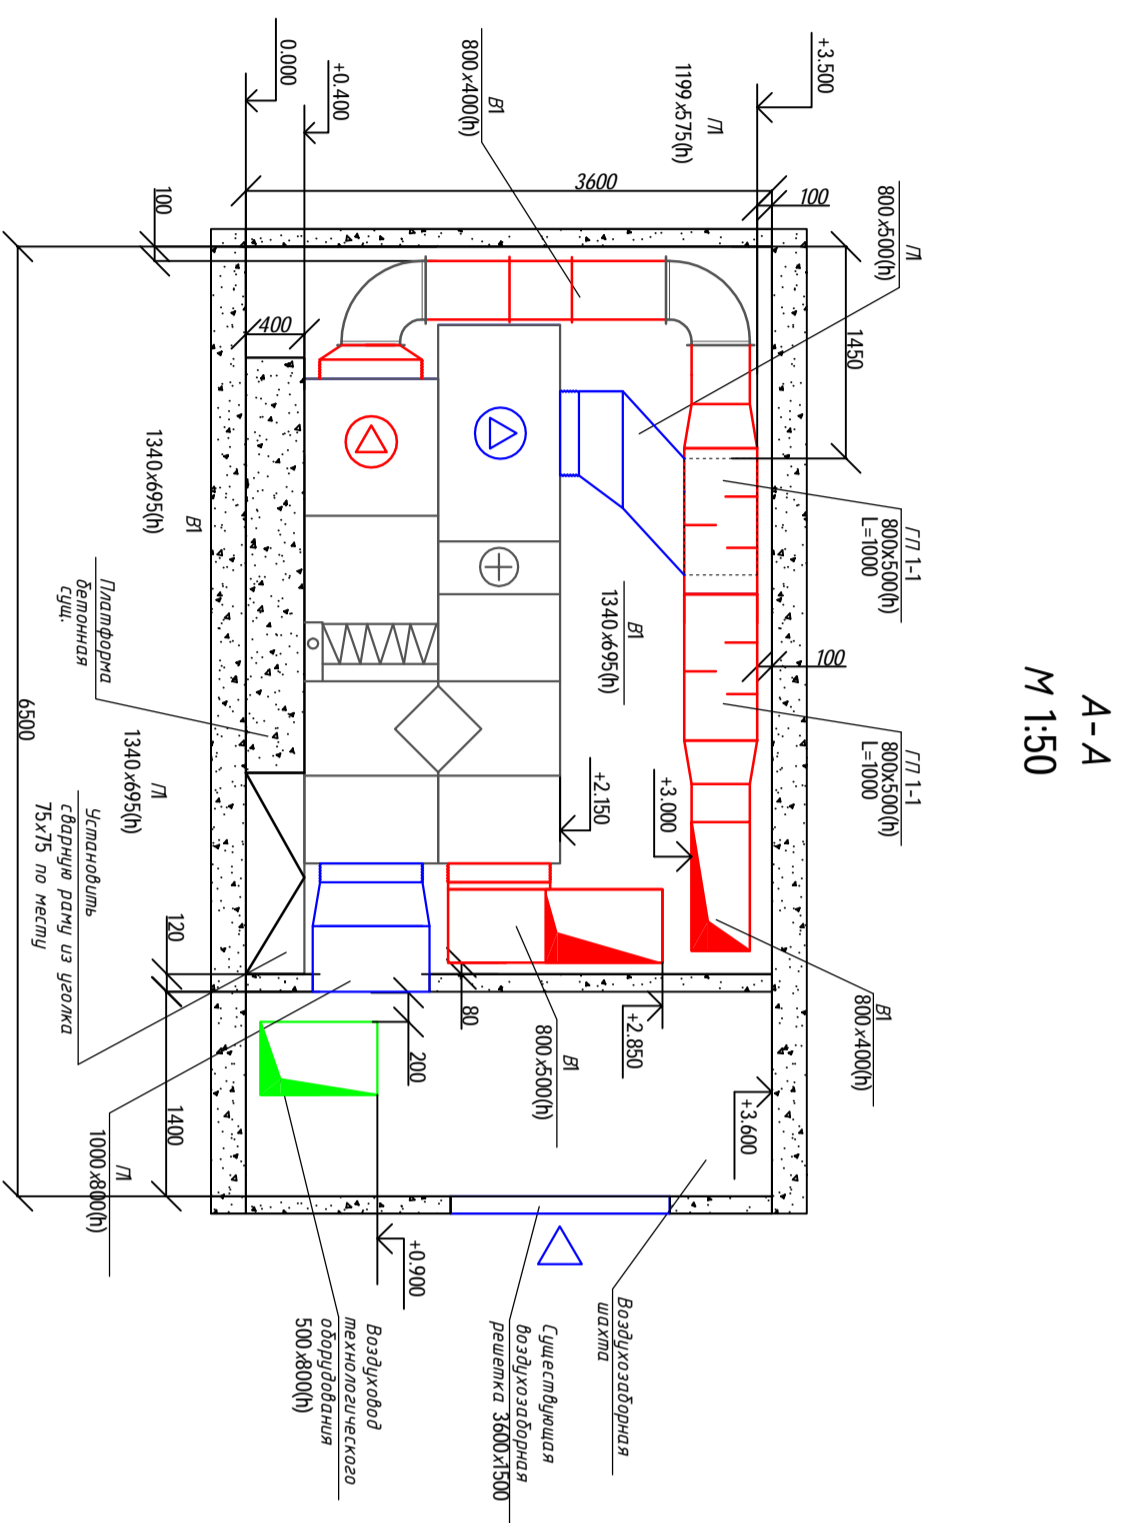 А-А
М 1:50
+3.500
П1
1199x575(h)
В1
800x400(h)
+0.400
0.000
3600
100
П1
800x500(h)
1450
100
400
ГП 1-1
800x500(h)
L=1000
100
ГП 1-1
800x500(h)
L=1000
В1
1340x695(h)
В1
1340x695(h)
Платформа
бетонная
сущ.
П1
1340x695(h)
+2.150
+3.000
В1
800x400(h)
Установить
сварную раму из уголка
75x75 по месту
6500
120
80
200
1400
+2.850
+3.600
В1
800x500(h)
П1
1000x800(h)
+0.900
Воздухозаборная
шахта
Существующая
воздухозаборная
решетка 3600x1500
Воздуховод
технологического
оборудования
500x800(h)